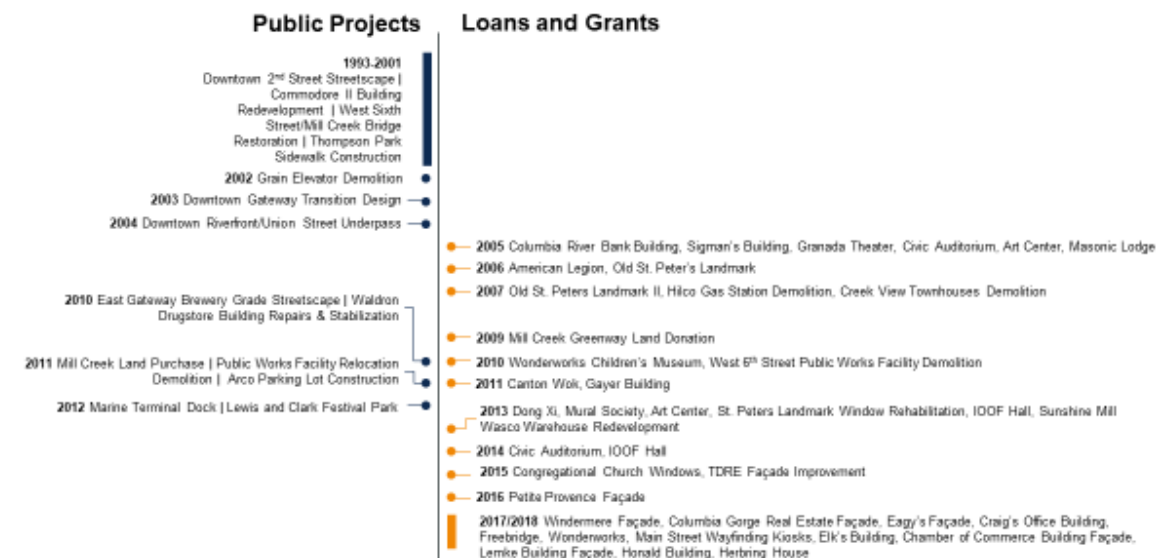 Public Projects
Loans and Grants
1993-2001
Downtown 2nd Street Streetscape |
Commodore II Building
Redevelopment | West Sixth
Street/Mill Creek Bridge
Restoration | Thompson Park
Sidewalk Construction
2002 Grain Elevator Demolition
2003 Downtown Gateway Transition Design
2004 Downtown Riverfront/Union Street Underpass
2005 Columbia River Bank Building, Sigman's Building, Granada Theater, Civic Auditorium, Art Center, Masonic Lodge
2006 American Legion, Old St. Peter's Landmark
2007 Old St. Peters Landmark II, Hilco Gas Station Demolition, Creek View Townhouses Demolition
2010 East Gateway Brewery Grade Streetscape | Waldron
Drugstore Building Repairs & Stabilization
2009 Mill Creek Greenway Land Donation
2010 Wonderworks Children's Museum, West 6th Street Public Works Facility Demolition
2011 Mill Creek Land Purchase | Public Works Facility Relocation
Demolition | Arco Parking Lot Construction
2011 Canton Wok, Gayer Building
2012 Marine Terminal Dock | Lewis and Clark Festival Park
2013 Dong Xi, Mural Society, Art Center, St. Peters Landmark Window Rehabilitation, IOOF Hall, Sunshine Mill
Wasco Warehouse Redevelopment
2014 Civic Auditorium, IOOF Hall
2015 Congregational Church Windows, TDRE Façade Improvement
2016 Petite Provence Façade
2017/2018 Windermere Façade, Columbia Gorge Real Estate Façade, Eagy's Façade, Craig's Office Building,
Freebridge, Wonderworks, Main Street Wayfinding Kiosks, Elk's Building, Chamber of Commerce Building Façade,
Lemke Building Façade, Honald Building, Herbring House